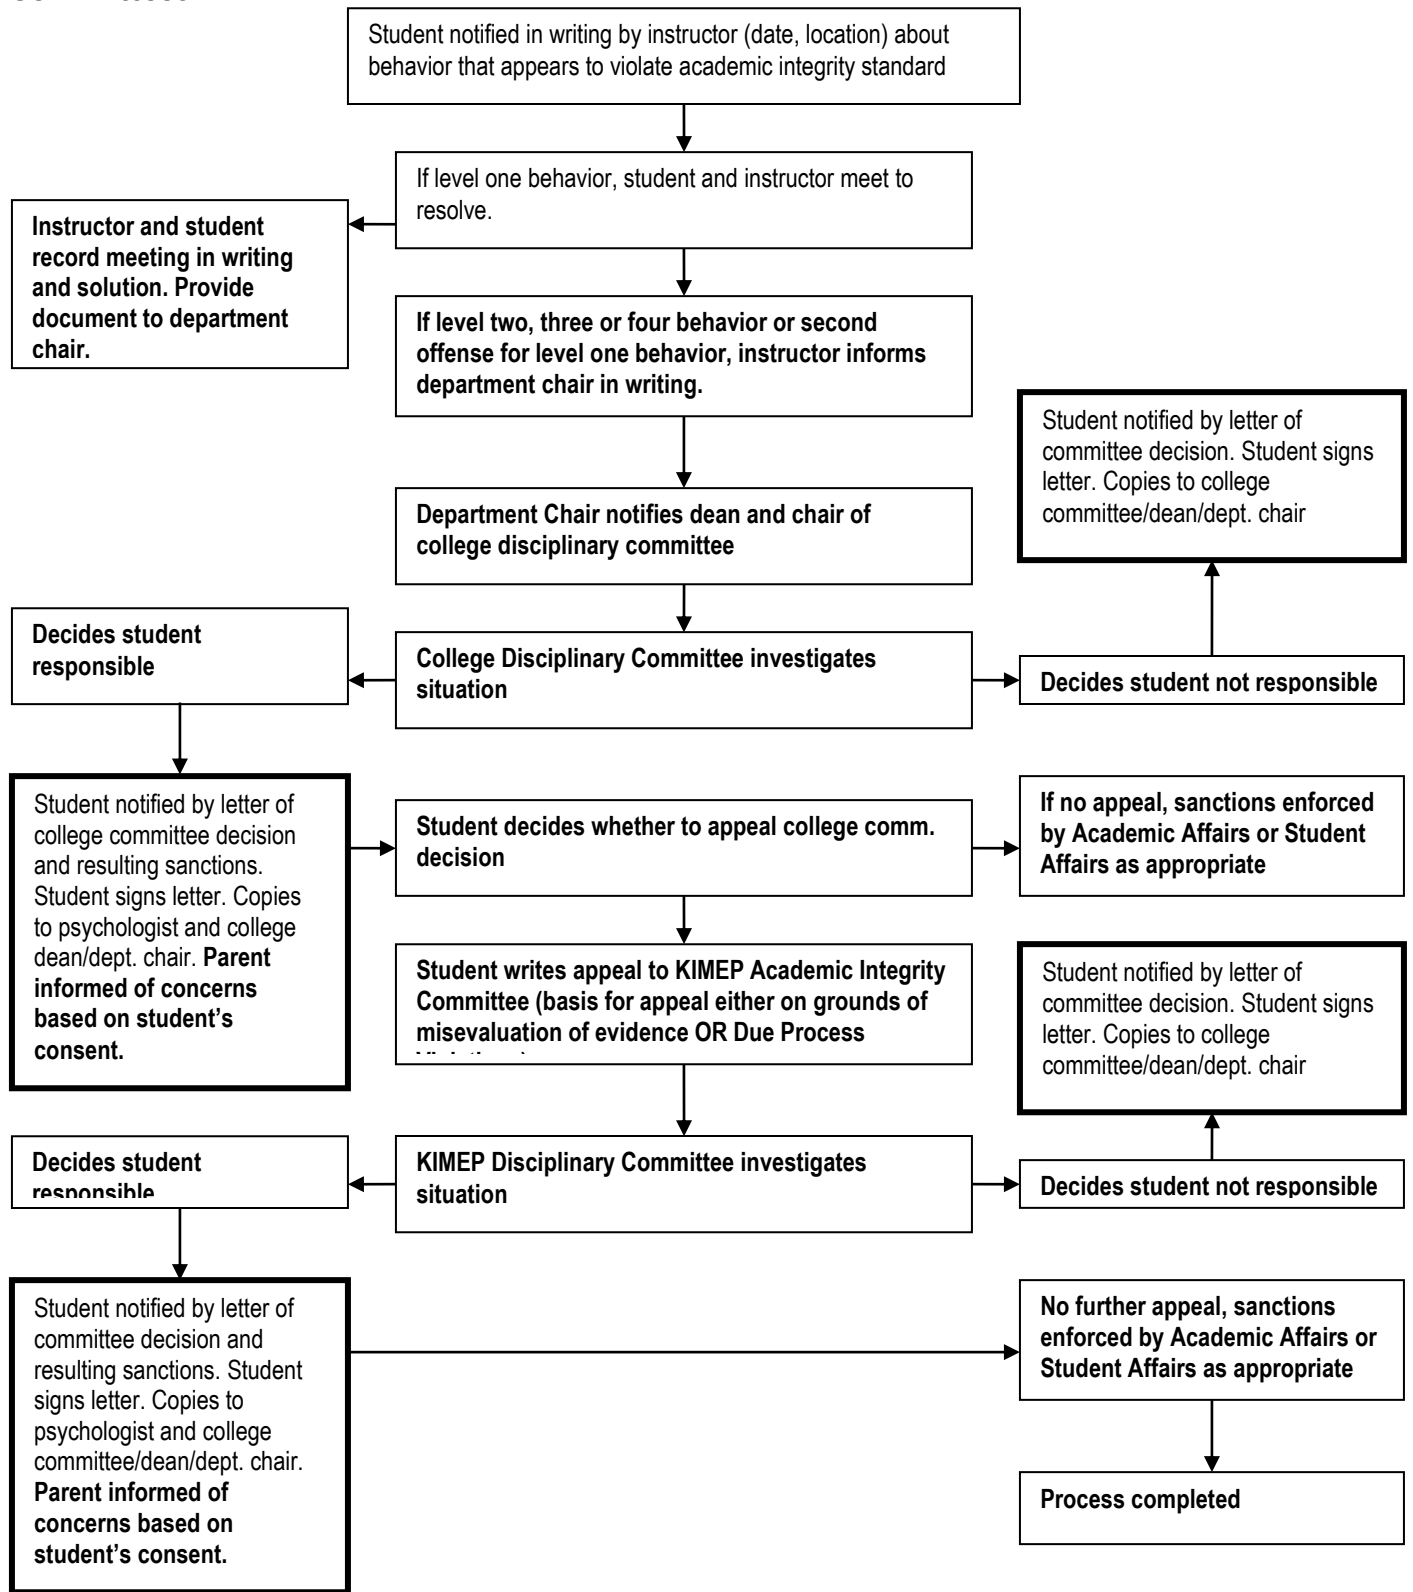 Student notified in writing by instructor (date, location) about
behavior that appears to violate academic integrity standard
If level one behavior, student and instructor meet to
resolve.
Instructor and student
record meeting in writing
and solution. Provide
document to department
chair.
If level two, three or four behavior or second
offense for level one behavior, instructor informs
department chair in writing.
Student notified by letter of
committee decision. Student signs
letter. Copies to college
committee/dean/dept. chair
Department Chair notifies dean and chair of
college disciplinary committee
Decides student
responsible
College Disciplinary Committee investigates
situation
Decides student not responsible
Student notified by letter of
college committee decision
and resulting sanctions.
Student signs letter. Copies
to psychologist and college
dean/dept. chair. Parent
informed of concerns
based on student’s
consent.
Student decides whether to appeal college comm.
decision
If no appeal, sanctions enforced
by Academic Affairs or Student
Affairs as appropriate
Student writes appeal to KIMEP Academic Integrity
Committee (basis for appeal either on grounds of
misevaluation of evidence OR Due Process
Student notified by letter of
committee decision. Student signs
letter. Copies to college
committee/dean/dept. chair
Decides student
responsible
KIMEP Disciplinary Committee investigates
situation
Decides student not responsible
Student notified by letter of
committee decision and
resulting sanctions. Student
signs letter. Copies to
psychologist and college
committee/dean/dept. chair.
Parent informed of
concerns based on
student’s consent.
No further appeal, sanctions
enforced by Academic Affairs or
Student Affairs as appropriate
Process completed